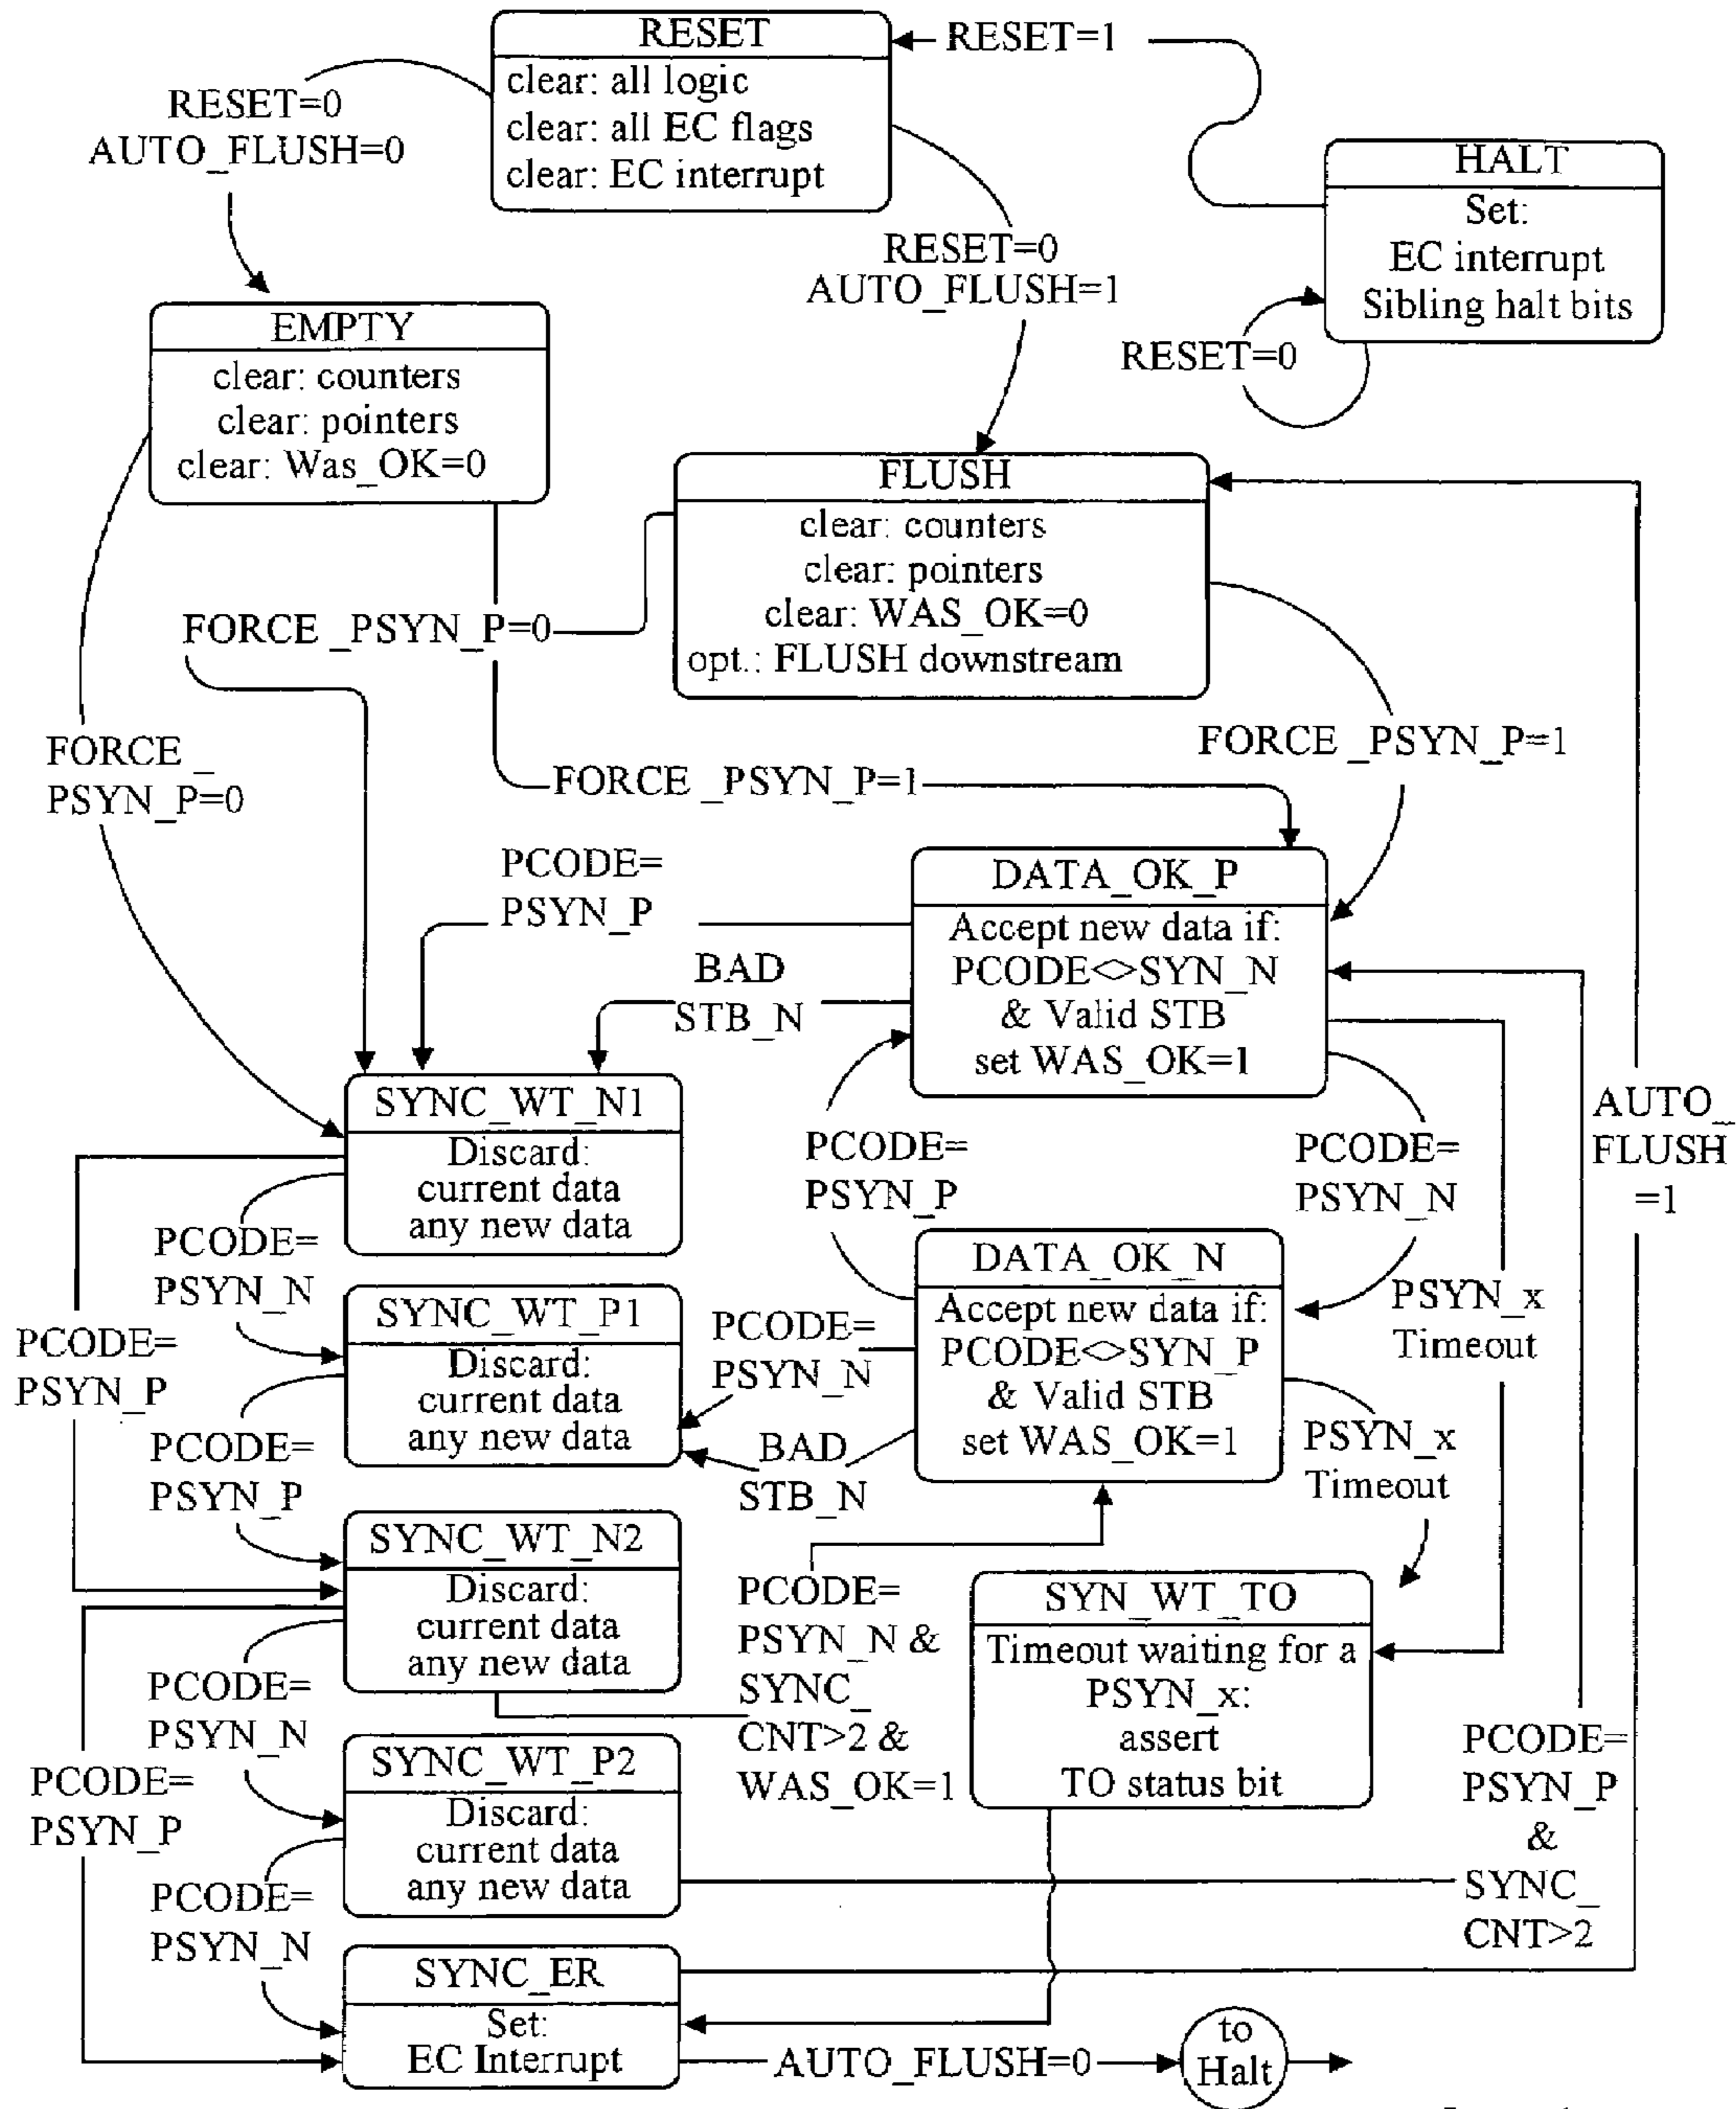 RESET
clear: all logic
clear: all EC flags
clear: EC interrupt
RESET=1
RESET=0
AUTO_FLUSH=0
HALT
Set:
EC interrupt
Sibling halt bits
RESET=0
RESET=0
AUTO_FLUSH=1
EMPTY
clear: counters
clear: pointers
clear: Was_OK=0
FLUSH
clear: counters
clear: pointers
clear: WAS_OK=0
opt.: FLUSH downstream
FORCE_PSYN_P=0
FORCE_
PSYN_P=0
FORCE_PSYN_P=1
FORCE_PSYN_P=1
PCODE=
PSYN_P
BAD
STB_N
DATA_OK_P
Accept new data if:
PCODE<>SYN_N
& Valid STB
set WAS_OK=1
AUTO_
FLUSH
=1
SYNC_WT_N1
Discard:
current data
any new data
PCODE=
PSYN_P
PCODE=
PSYN_N
PCODE=
PSYN_N
DATA_OK_N
Accept new data if:
PCODE<>SYN_P
& Valid STB
set WAS_OK=1
PSYN_x
Timeout
SYNC_WT_P1
Discard:
current data
any new data
PCODE=
PSYN_N
PCODE=
PSYN_P
PCODE=
PSYN_P
BAD
STB_N
PSYN_x
Timeout
SYNC_WT_N2
Discard:
current data
any new data
PCODE=
PSYN_N &
SYNC_
CNT>2 &
WAS_OK=1
SYN_WT_TO
Timeout waiting for a
PSYN_x:
assert
TO status bit
PCODE=
PSYN_N
PCODE=
PSYN_P
SYNC_WT_P2
Discard:
current data
any new data
PCODE=
PSYN_P
&
SYNC_
CNT>2
PCODE=
PSYN_N
SYNC_ER
Set:
EC Interrupt
AUTO_FLUSH=0
to
Halt